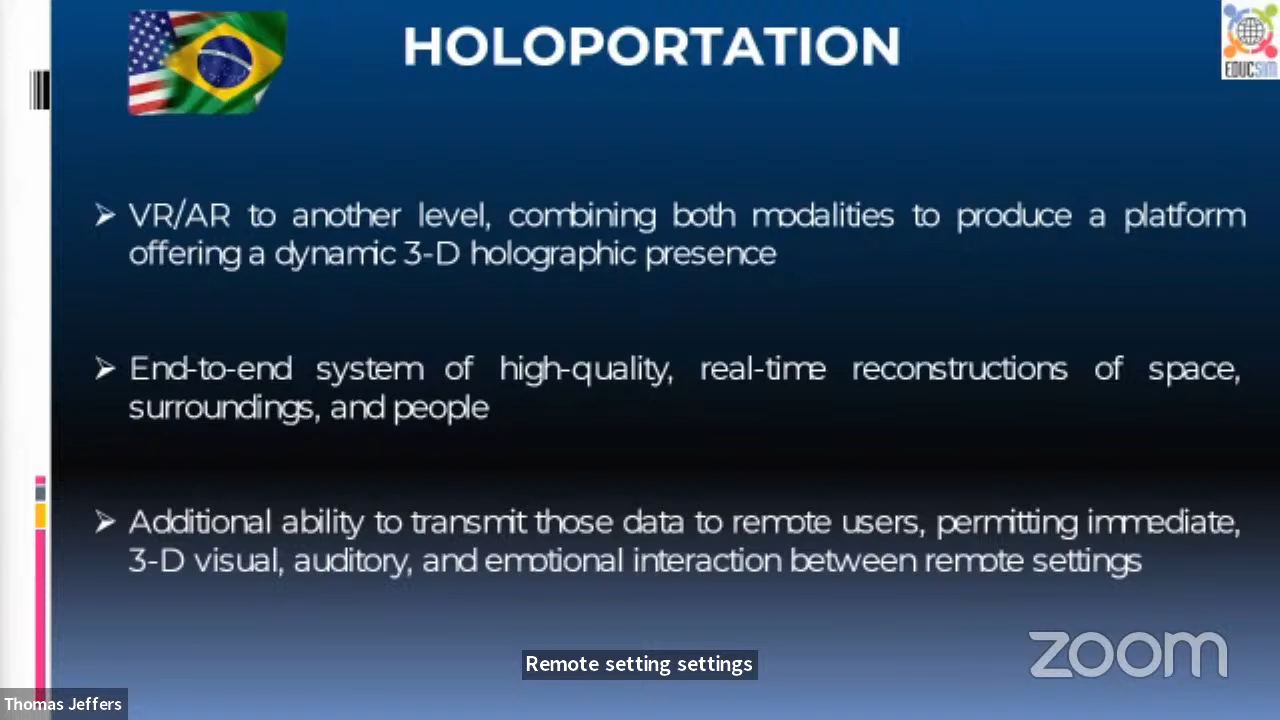 HOLOPORTATION
EDUCSIM
VR/AR to another level, combining both modalities to produce a platform
offering a dynamic 3-D holographic presence
End-to-end system of high-quality, real-time reconstructions of space,
surroundings, and people
Additional ability to transmit those data to remote users, permitting immediate,
3-D visual, auditory, and emotional interaction between remote settings
zoom
Remote setting settings
Thomas Jeffers